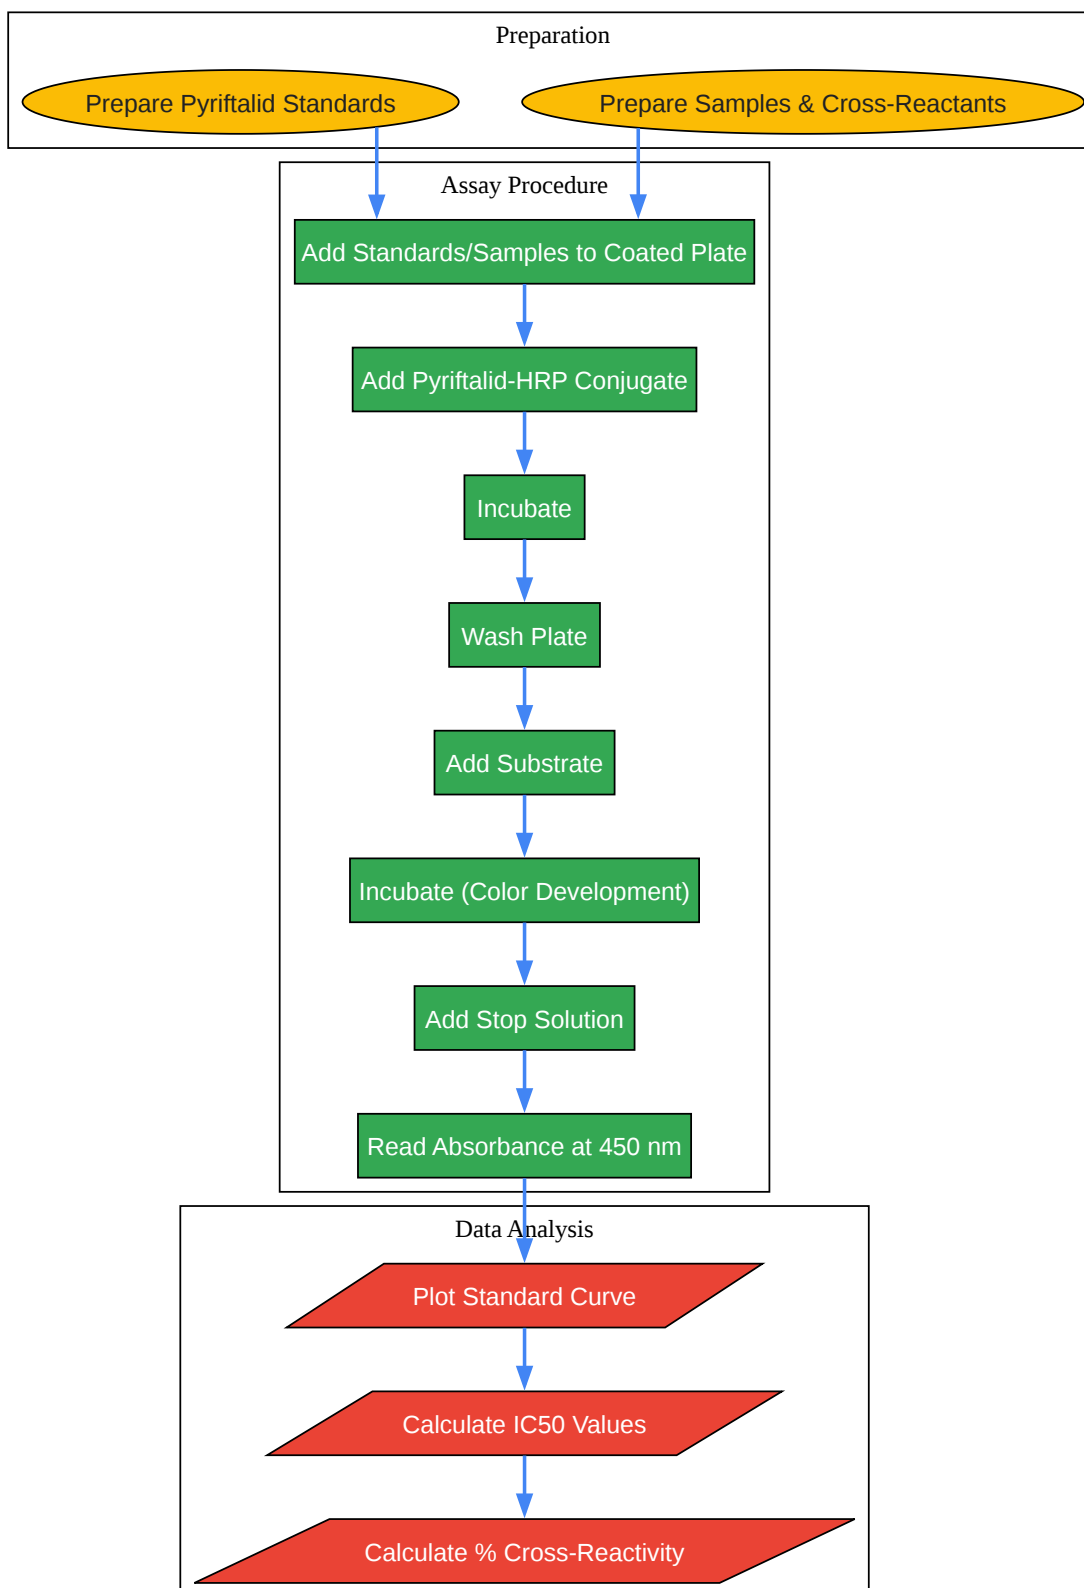 Preparation
Prepare Pyriftalid Standards
Prepare Samples & Cross-Reactants
Assay Procedure
Add Standards/Samples to Coated Plate
Add Pyriftalid-HRP Conjugate
Incubate
Wash Plate
Add Substrate
Incubate (Color Development)
Add Stop Solution
Read Absorbance at 450 nm
Data Analysis
Plot Standard Curve
Calculate IC50 Values
Calculate % Cross-Reactivity